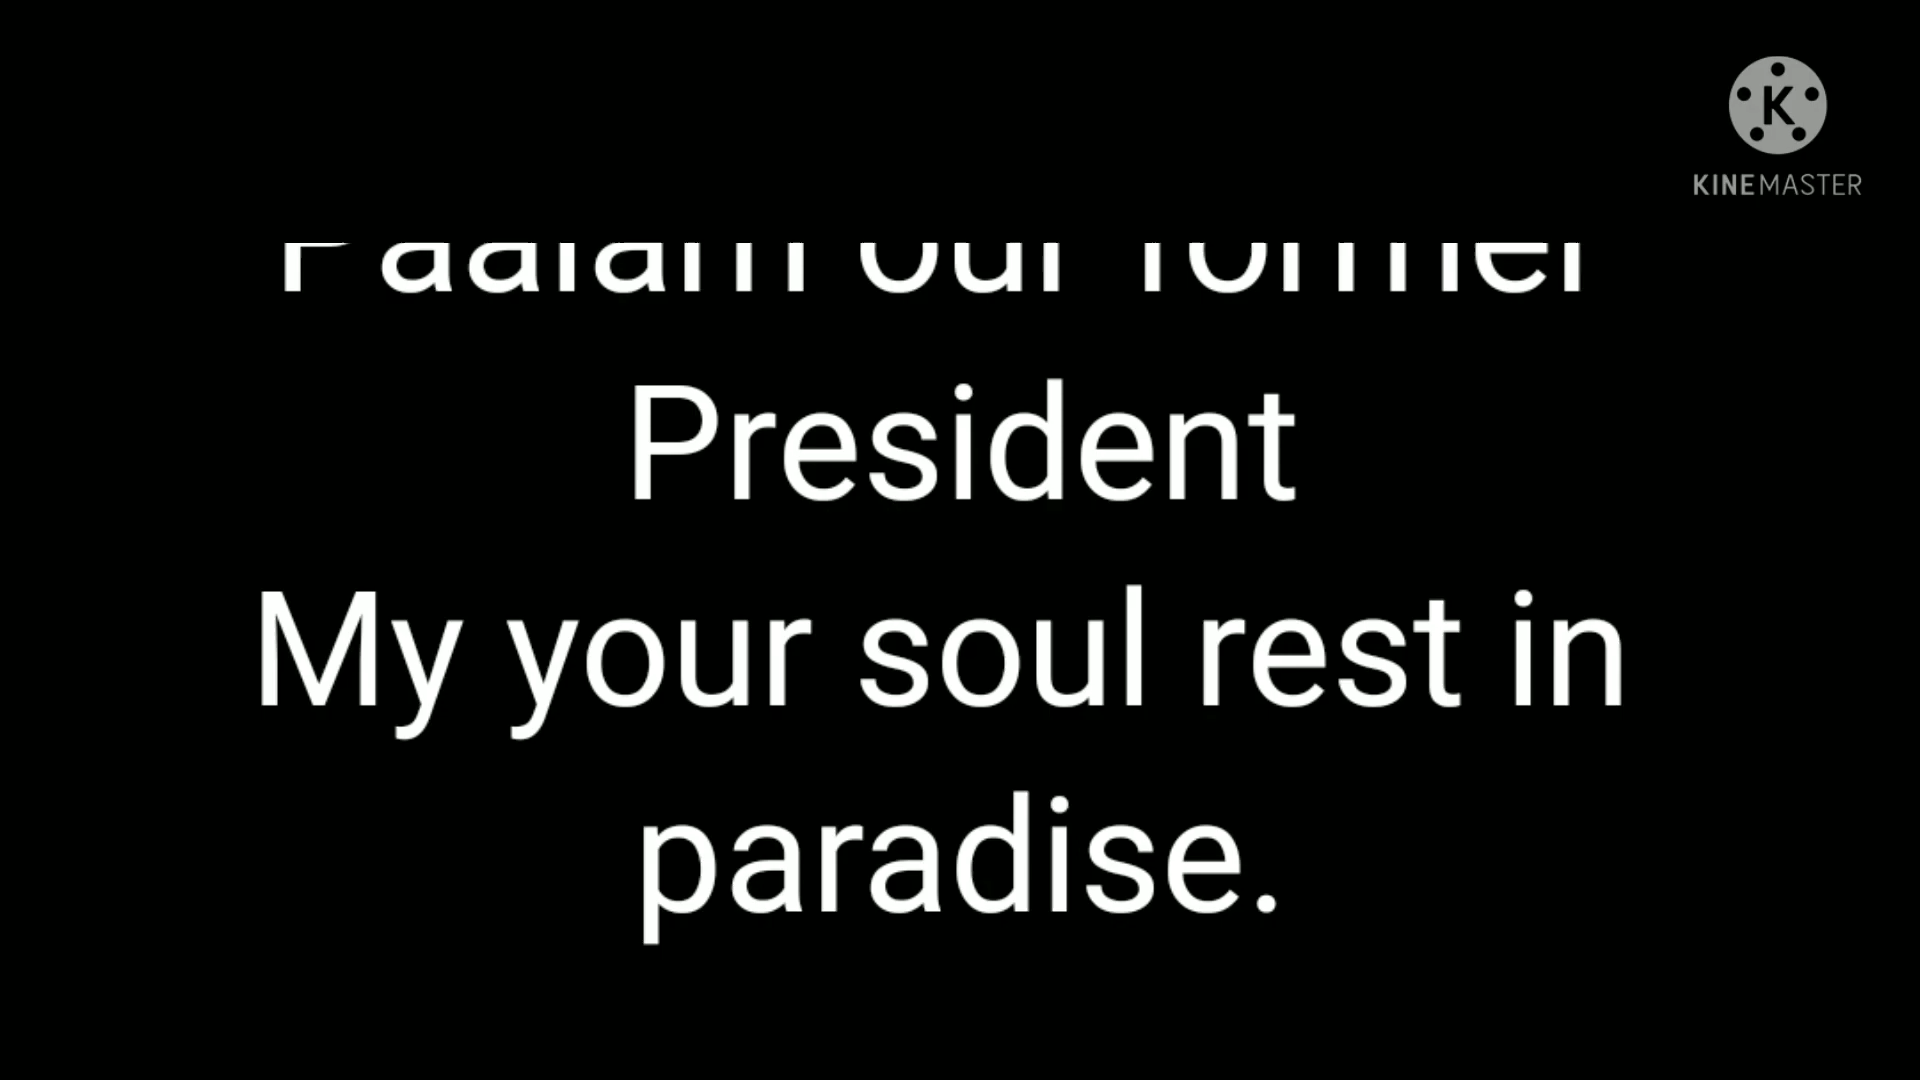 KINEMASTER
Paalam our former
President
My your soul rest in
paradise.